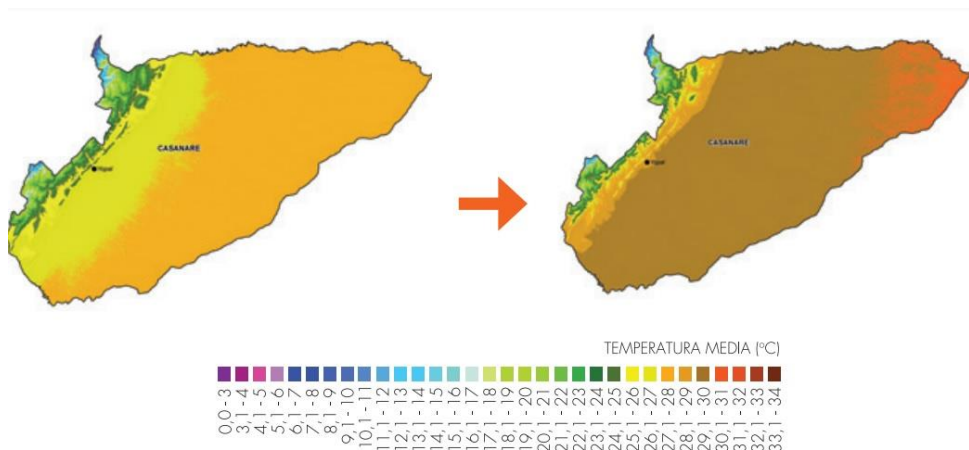 CASANARE
Yopal
CASANARE
Yopal
TEMPERATURA MEDIA (°C)
0,0 - 3
3,1 - 4
4,1 - 5
5,1 - 6
6,1 - 7
7,1 - 8
8,1 - 9
9,1 - 10
10,1 - 11
11,1 - 12
12,1 - 13
13,1 - 14
14,1 - 15
15,1 - 16
16,1 - 17
17,1 - 18
18,1 - 19
19,1 - 20
20,1 - 21
21,1 - 22
22,1 - 23
23,1 - 24
24,1 - 25
25,1 - 26
26,1 - 27
27,1 - 28
28,1 - 29
29,1 - 30
30,1 - 31
31,1 - 32
32,1 - 33
33,1 - 34